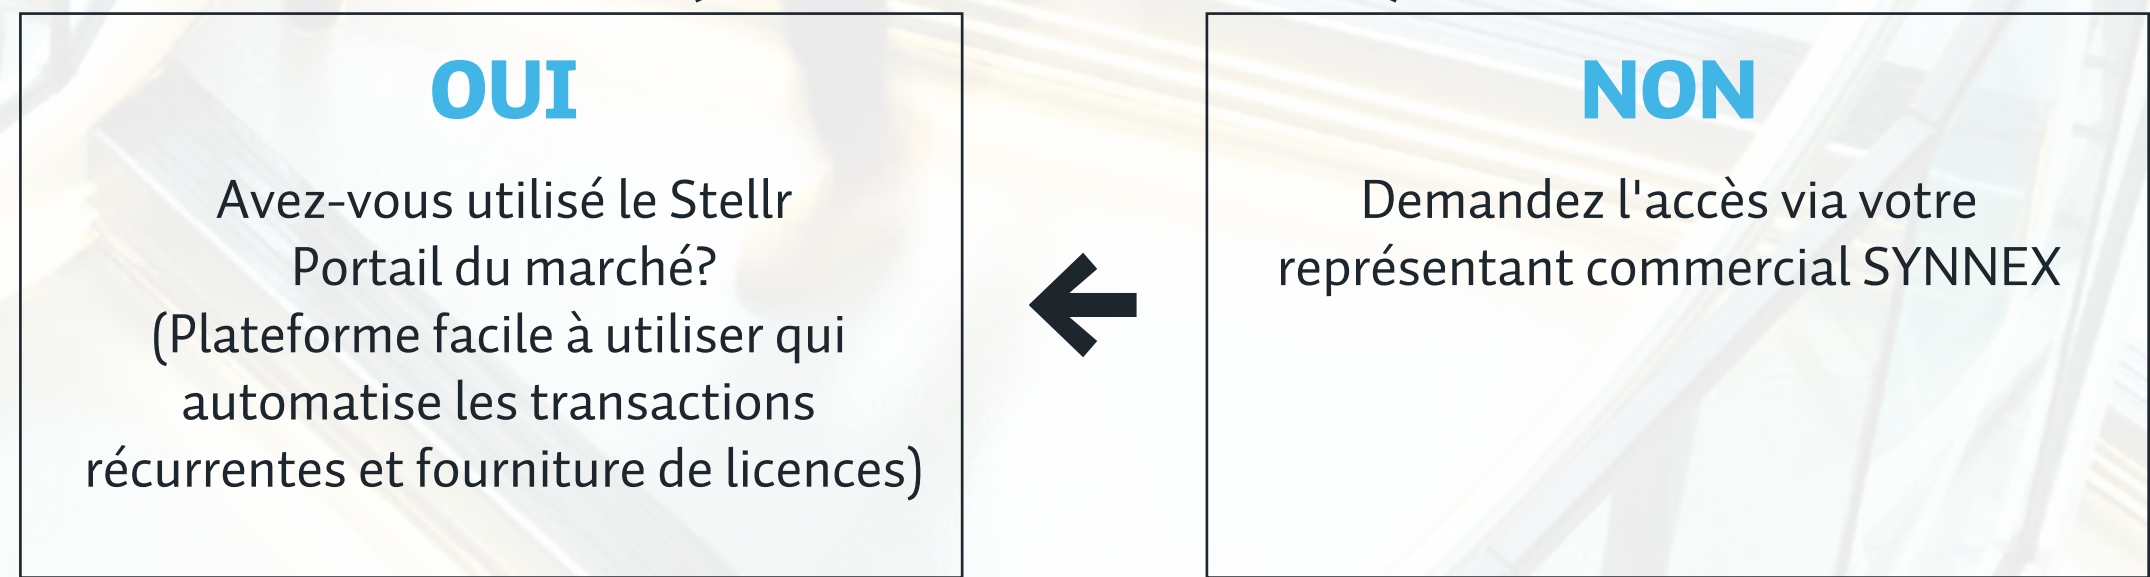 OUI
Avez-vous utilisé le Stellr
Portail du marché?
(Plateforme facile à utiliser qui
automatise les transactions
récurrentes et fourniture de licences)
NON
Demandez l'accès via votre
représentant commercial SYNNEX